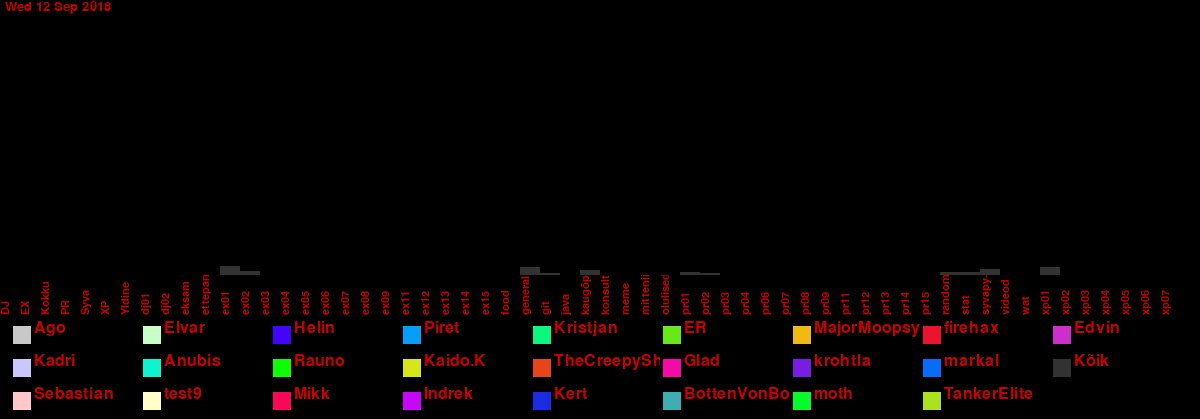 Wed 12 Sep 2018
DJ
EX
Kokku
PR
Syva
XP
Yldine
dj01
dj02
eksam
ettepan
ex01
ex02
ex03
ex04
ex05
ex06
ex07
ex08
ex09
ex11
ex12
ex13
ex14
ex15
food
general
git
java
kaugõp
konsult
meme
mittenii
olulised
pr01
pr02
pr03
pr04
pr06
pr07
pr08
pr09
pr11
pr12
pr13
pr14
pr15
random
stat
syvapy-
videod
wat
xp01
xp02
xp03
xp04
xp05
xp06
xp07
Ago Elvar Helin Piret Kristjan ER MajorMoopsy firehax Edvin
Kadri Anubis Rauno Kaido.K TheCreepySh Glad krohtla markal Kõik
Sebastian test9 Mikk Indrek Kert BottenVonBo moth TankerElite